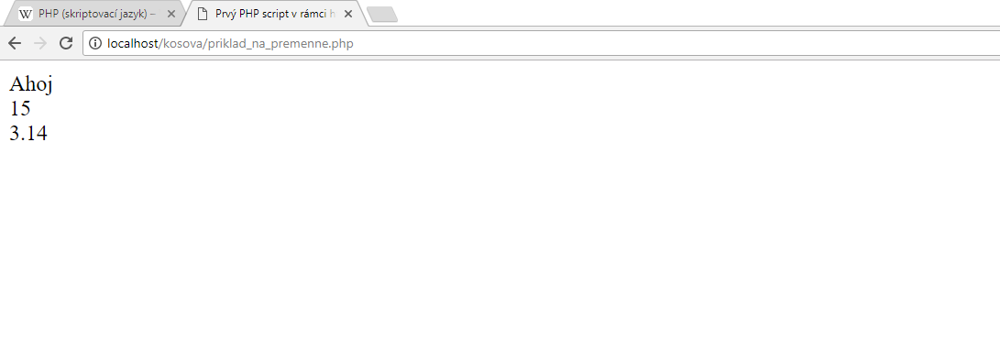 W PHP (skriptovací jazyk) –
Prvý PHP script v rámci h
localhost/kosova/priklad_na_premenne.php
Ahoj
15
3.14